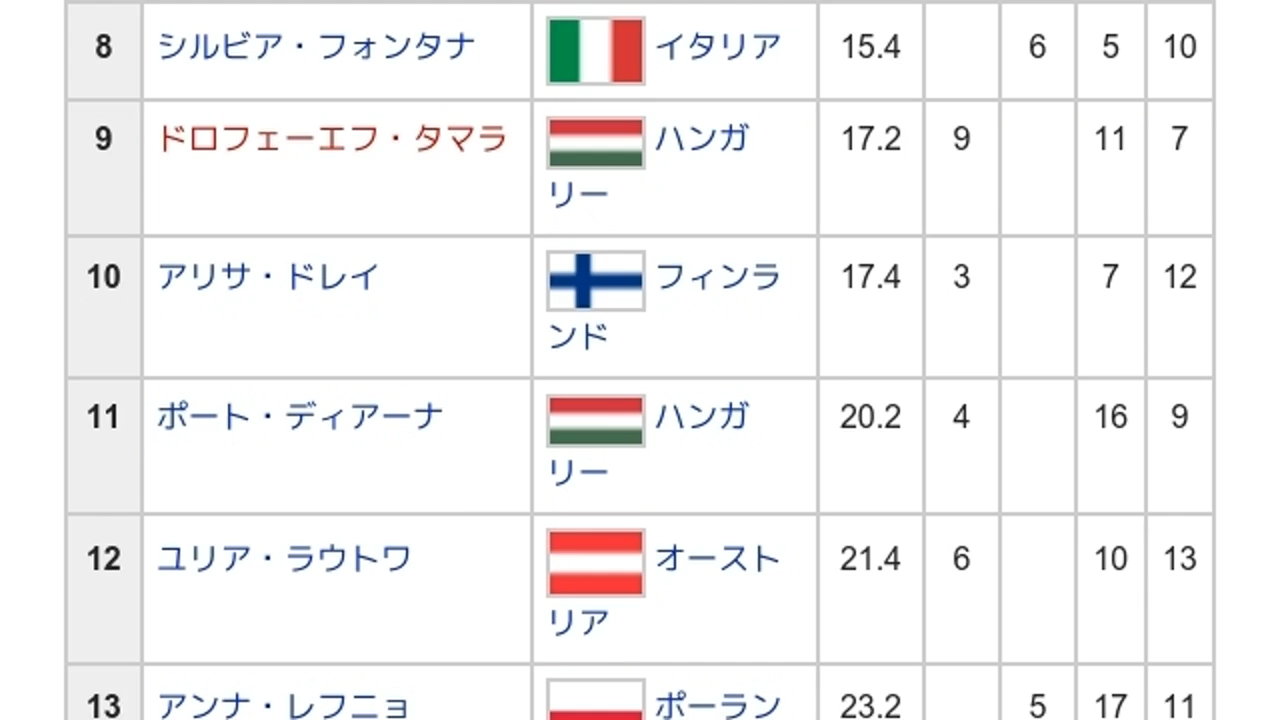 8 シルビア・フォンタナ イタリア 15.4 6 5 10
9 ドロフェーエフ・タマラ ハンガ 17.2 9 11 7
リー
10 アリサ・ドレイ フィンラ 17.4 3 7 12
ンド
11 ポート・ディアーナ ハンガ 20.2 4 16 9
リー
12 ユリア・ラウトワ オースト 21.4 6 10 13
リア
13 アンナ・レフニョ ポーラン 23.2 5 17 11